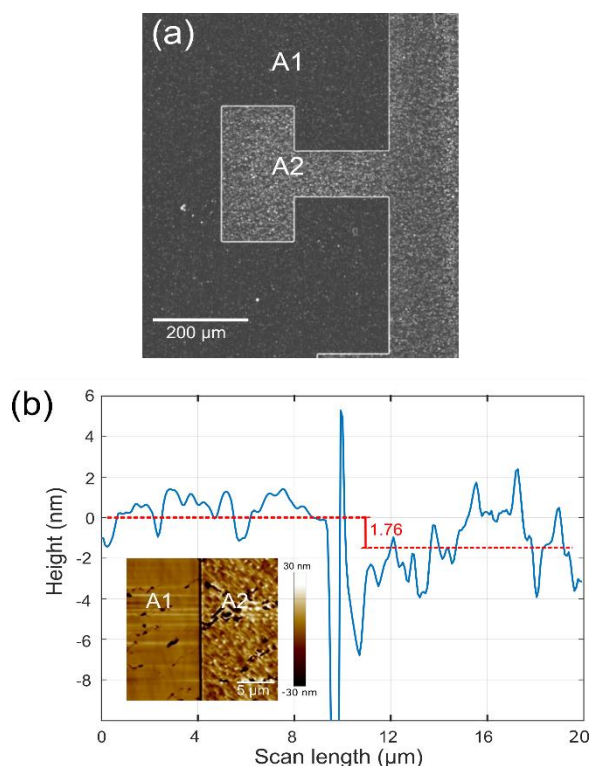 (a)
A1
A2
200 µm
(b)
Height (nm)
6
4
2
0
-2
-4
-6
-8
1.76
A1
A2
5 µm
30 nm
-30 nm
0
4
8
12
16
20
Scan length (µm)